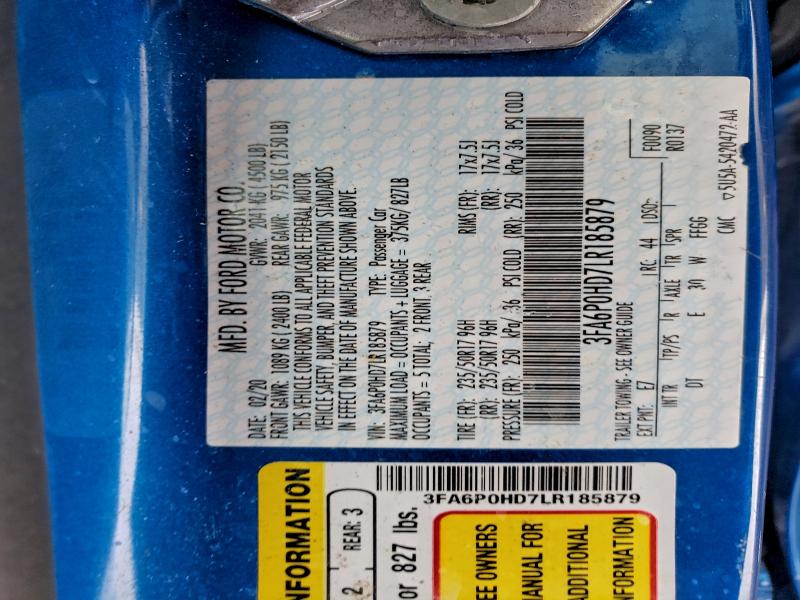 MFD. BY FORD MOTOR CO.
DATE: 02/20 GVWR: 2041 KG ( 4500 LB)
FRONT GAWR: 1089 KG ( 2400 LB) REAR GAWR: 975 KG ( 2150 LB)
THIS VEHICLE CONFORMS TO ALL APPLICABLE FEDERAL MOTOR
VEHICLE SAFETY, BUMPER, AND THEFT PREVENTION STANDARDS
IN EFFECT ON THE DATE OF MANUFACTURE SHOWN ABOVE.
VIN: 3FA6P0HD7LR185879 TYPE: Passenger Car
MAXIMUM LOAD = OCCUPANTS + LUGGAGE = 375KG/ 827LB
OCCUPANTS = 5 TOTAL; 2 FRONT 3 REAR
TIRE (FR): 235/50R17 96H RIMS (FR): 17x7.5J
(RR): 235/50R17 96H (RR): 17x7.5J
PRESSURE (FR): 250 kPa/ 36 PSI COLD (RR): 250 kPa/ 36 PSI COLD
3FA6P0HD7LR185879
TRAILER TOWING - SEE OWNER GUIDE F0090
EXT PNT: E7 RC: 44 DSO: R0137
INT TR TP/PS R AXLE TR SPR
DT E 30 W FFGG
CMC ▽5U5A-S420472-AA
3FA6P0HD7LR185879
INFORMATION
2 REAR: 3
or 827 lbs.
SEE OWNERS
MANUAL FOR
ADDITIONAL
INFORMATION